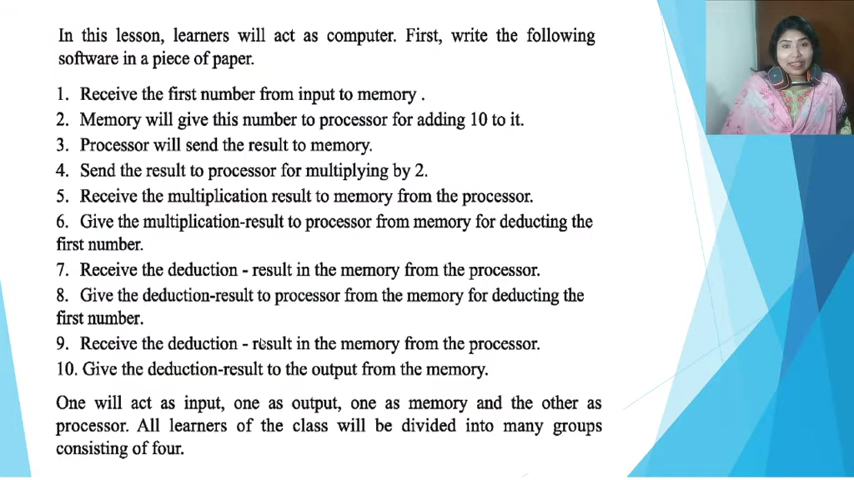 In this lesson, learners will act as computer. First, write the following
software in a piece of paper.
1. Receive the first number from input to memory .
2. Memory will give this number to processor for adding 10 to it.
3. Processor will send the result to memory.
4. Send the result to processor for multiplying by 2.
5. Receive the multiplication result to memory from the processor.
6. Give the multiplication-result to processor from memory for deducting the
first number.
7. Receive the deduction - result in the memory from the processor.
8. Give the deduction-result to processor from the memory for deducting the
first number.
9. Receive the deduction - result in the memory from the processor.
10. Give the deduction-result to the output from the memory.
One will act as input, one as output, one as memory and the other as
processor. All learners of the class will be divided into many groups
consisting of four.